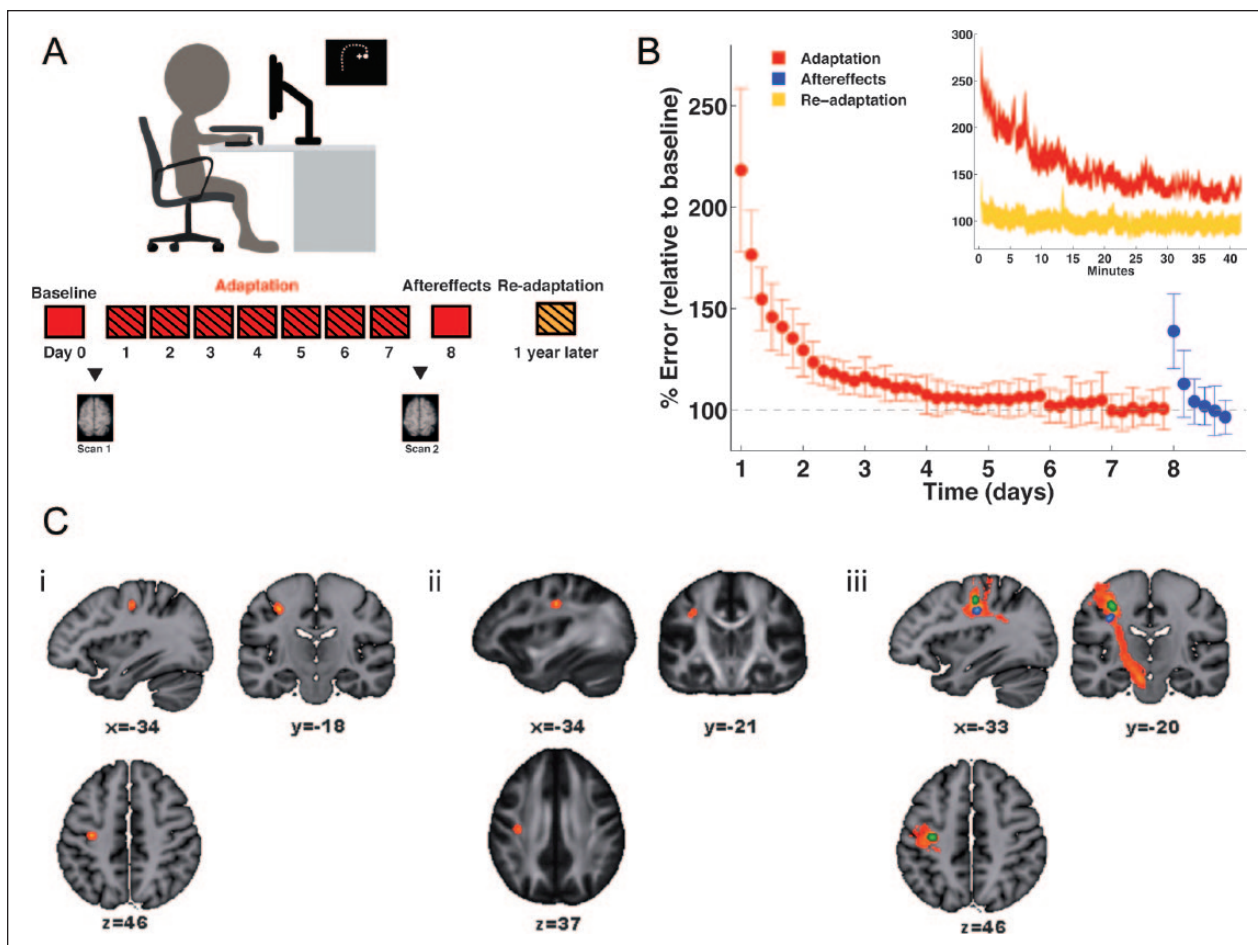 A
Baseline
Adaptation
Aftereffects
Re-adaptation
Day 0
1
2
3
4
5
6
7
8
1 year later
Scan 1
Scan 2
B
% Error (relative to baseline)
250
200
150
100
Adaptation
Aftereffects
Re-adaptation
300
250
200
150
100
0
5
10
15
20
25
30
35
40
Minutes
1
2
3
4
5
6
7
8
Time (days)
C
i
x=-34
y=-18
z=46
ii
x=-34
y=-21
z=37
iii
x=-33
y=-20
z=46